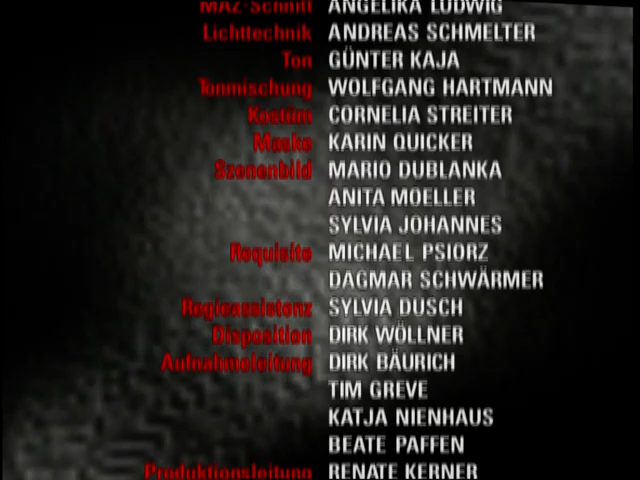 MAZ-Schnitt ANGELIKA LUDWIG
Lichttechnik ANDREAS SCHMELTER
Ton GÜNTER KAJA
Tonmischung WOLFGANG HARTMANN
Kostüm CORNELIA STREITER
Maske KARIN QUICKER
Szenenbild MARIO DUBLANKA
ANITA MOELLER
SYLVIA JOHANNES
Requisite MICHAEL PSIORZ
DAGMAR SCHWÄRMER
Regieassistenz SYLVIA DUSCH
Disposition DIRK WÖLLNER
Aufnahmeleitung DIRK BÄURICH
TIM GREVE
KATJA NIENHAUS
BEATE PAFFEN
Produktionsleitung RENATE KERNER